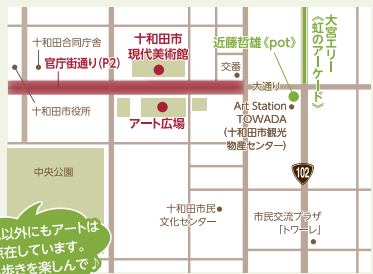 十和田市
現代美術館
十和田合同庁舎
官庁街通り(P2)
十和田市役所
アート広場
交番
近藤哲雄《pot》
大宮エリー
《虹のアーケード》
大通り
Art Station
TOWADA
(十和田市観光
物産センター)
102
中央公園
十和田市民
文化センター
市民交流プラザ
「トワーレ」
以外にもアートは
在しています。
歩きを楽しんで♪